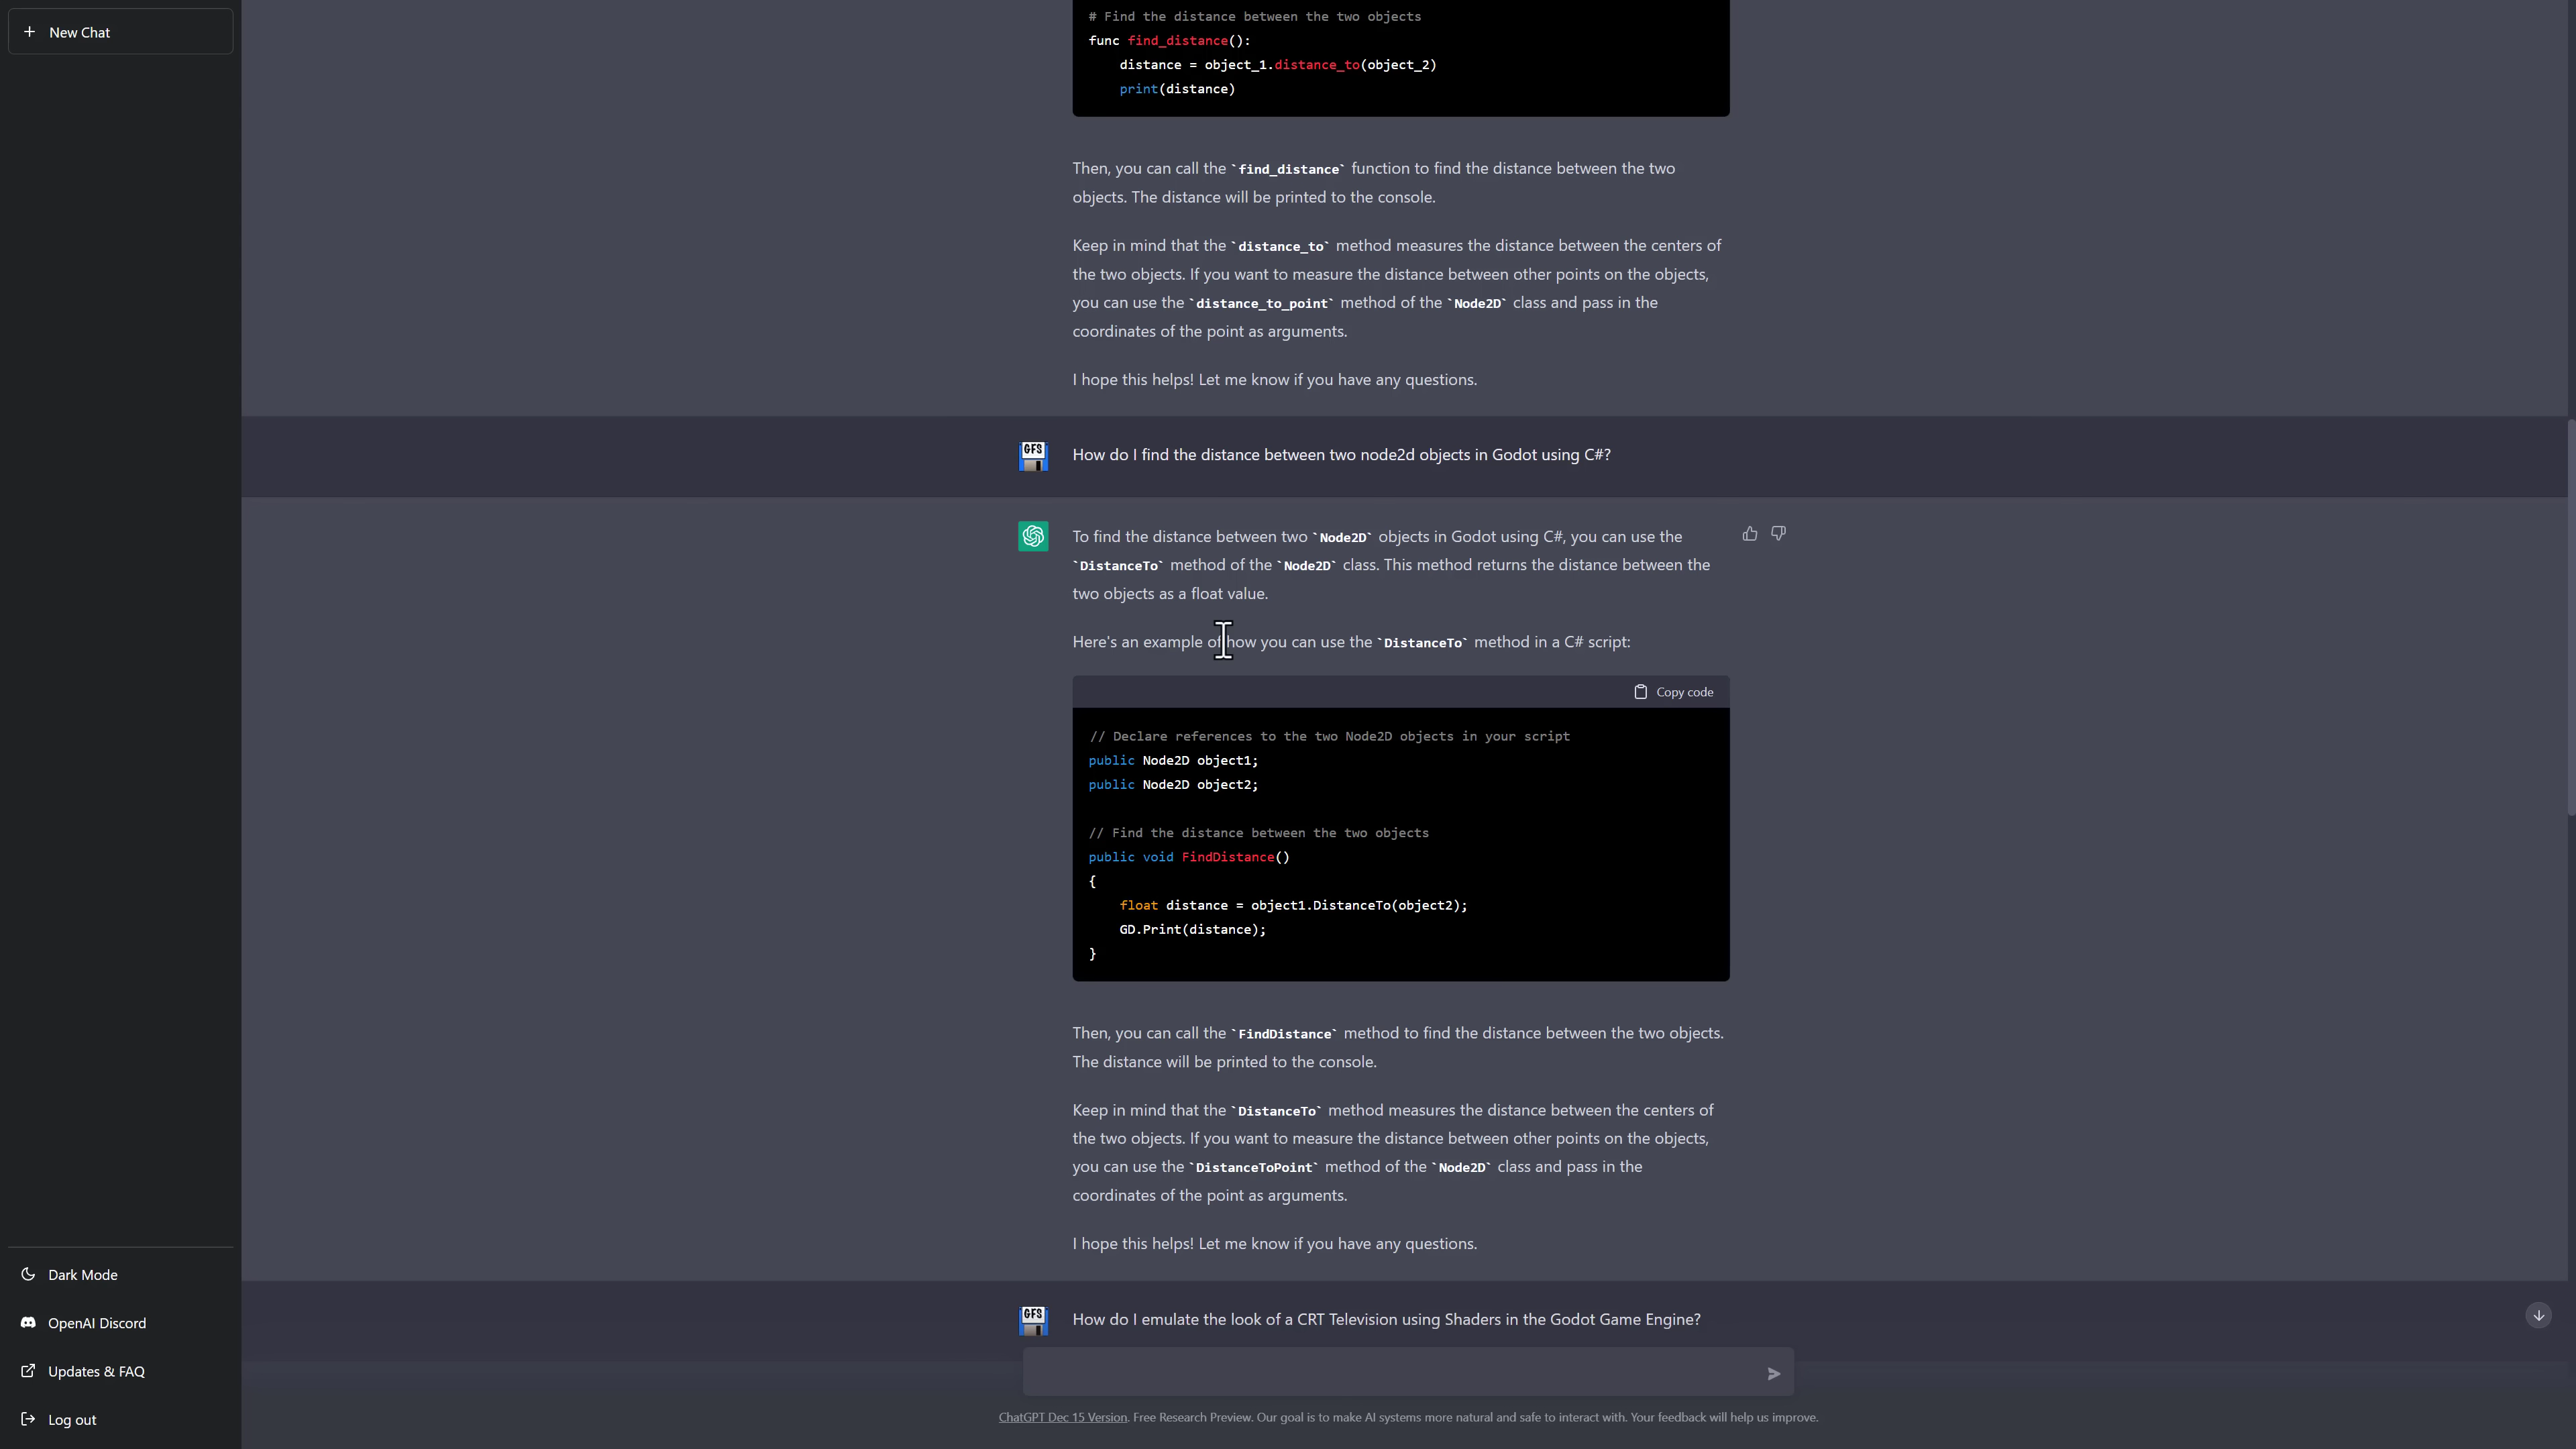 New Chat
# Find the distance between the two objects
func find_distance():
    distance = object_1.distance_to(object_2)
    print(distance)
Then, you can call the `find_distance` function to find the distance between the two
objects. The distance will be printed to the console.
Keep in mind that the `distance_to` method measures the distance between the centers of
the two objects. If you want to measure the distance between other points on the objects,
you can use the `distance_to_point` method of the `Node2D` class and pass in the
coordinates of the point as arguments.
I hope this helps! Let me know if you have any questions.
GFS
How do I find the distance between two node2d objects in Godot using C#?
To find the distance between two `Node2D` objects in Godot using C#, you can use the
`DistanceTo` method of the `Node2D` class. This method returns the distance between the
two objects as a float value.
Here's an example of how you can use the `DistanceTo` method in a C# script:
Copy code
// Declare references to the two Node2D objects in your script
public Node2D object1;
public Node2D object2;
// Find the distance between the two objects
public void FindDistance()
{
    float distance = object1.DistanceTo(object2);
    GD.Print(distance);
}
Then, you can call the `FindDistance` method to find the distance between the two objects.
The distance will be printed to the console.
Keep in mind that the `DistanceTo` method measures the distance between the centers of
the two objects. If you want to measure the distance between other points on the objects,
you can use the `DistanceToPoint` method of the `Node2D` class and pass in the
coordinates of the point as arguments.
I hope this helps! Let me know if you have any questions.
GFS
How do I emulate the look of a CRT Television using Shaders in the Godot Game Engine?
Dark Mode
OpenAI Discord
Updates & FAQ
Log out
ChatGPT Dec 15 Version. Free Research Preview. Our goal is to make AI systems more natural and safe to interact with. Your feedback will help us improve.